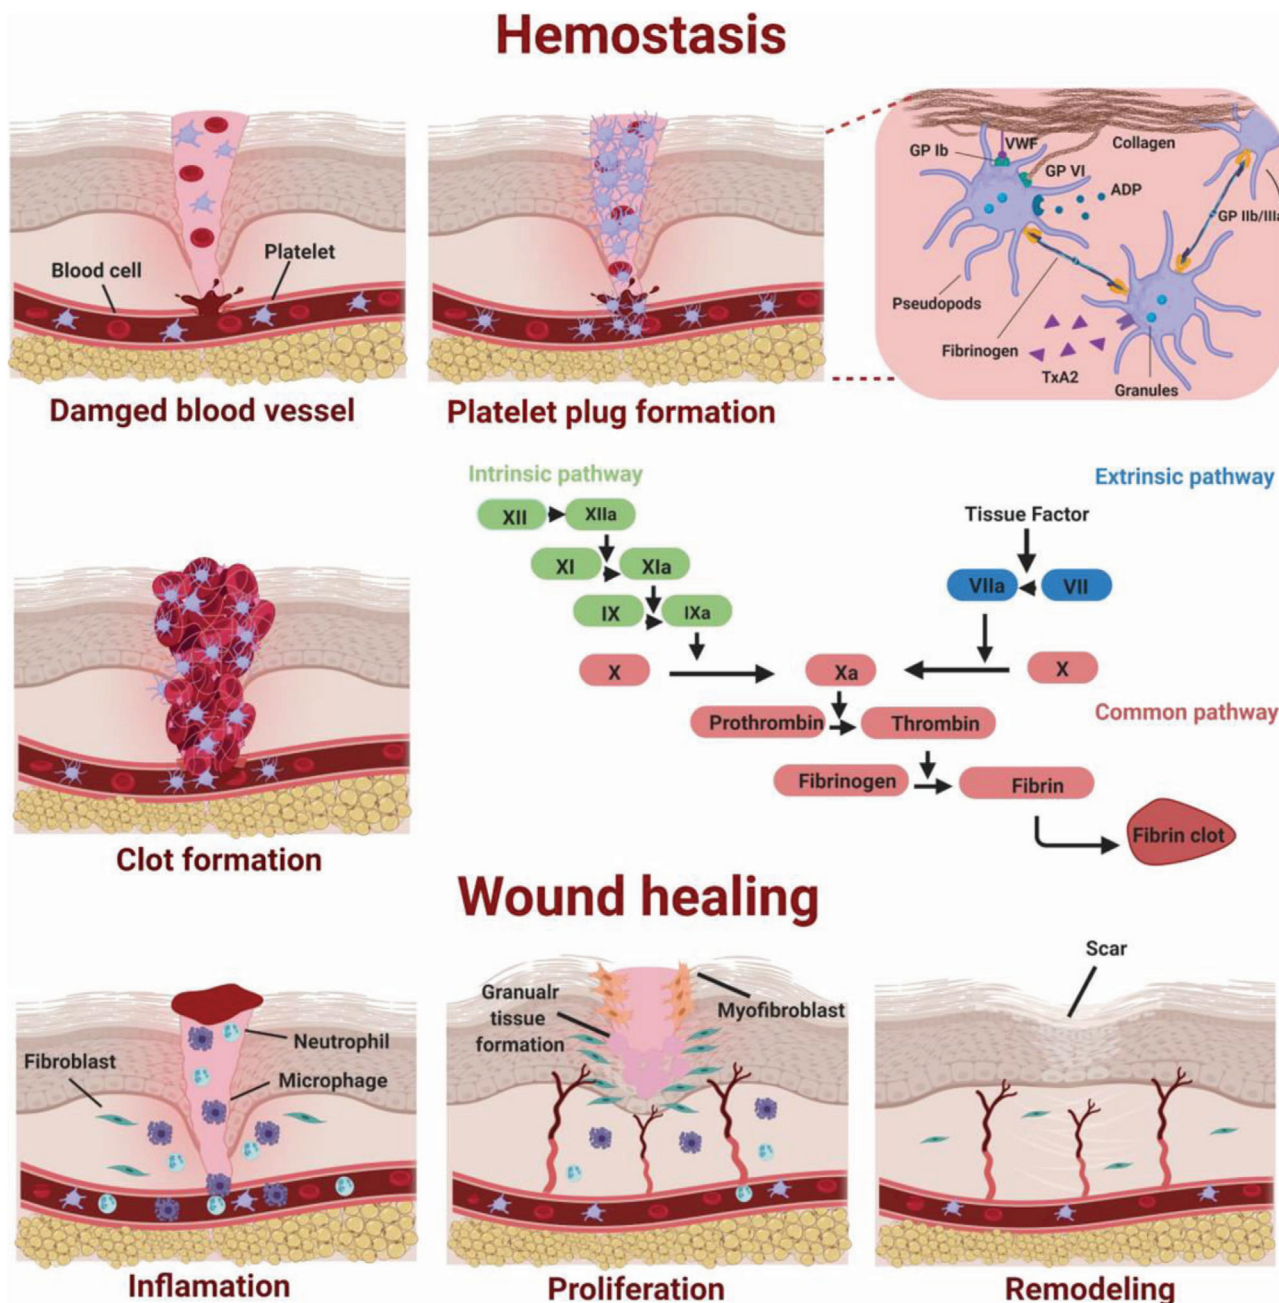 Hemostasis
Blood cell
Platelet
Damged blood vessel
Platelet plug formation
GP Ib
VWF
Collagen
GP VI
ADP
GP IIb/IIIa
Pseudopods
Fibrinogen
TxA2
Granules
Intrinsic pathway
Extrinsic pathway
XII
XIIa
Tissue Factor
XI
XIa
VIIa
VII
IX
IXa
X
Xa
X
Prothrombin
Thrombin
Common pathway
Fibrinogen
Fibrin
Fibrin clot
Clot formation
Wound healing
Fibroblast
Neutrophil
Microphage
Granualr
tissue
formation
Myofibroblast
Scar
Inflamation
Proliferation
Remodeling